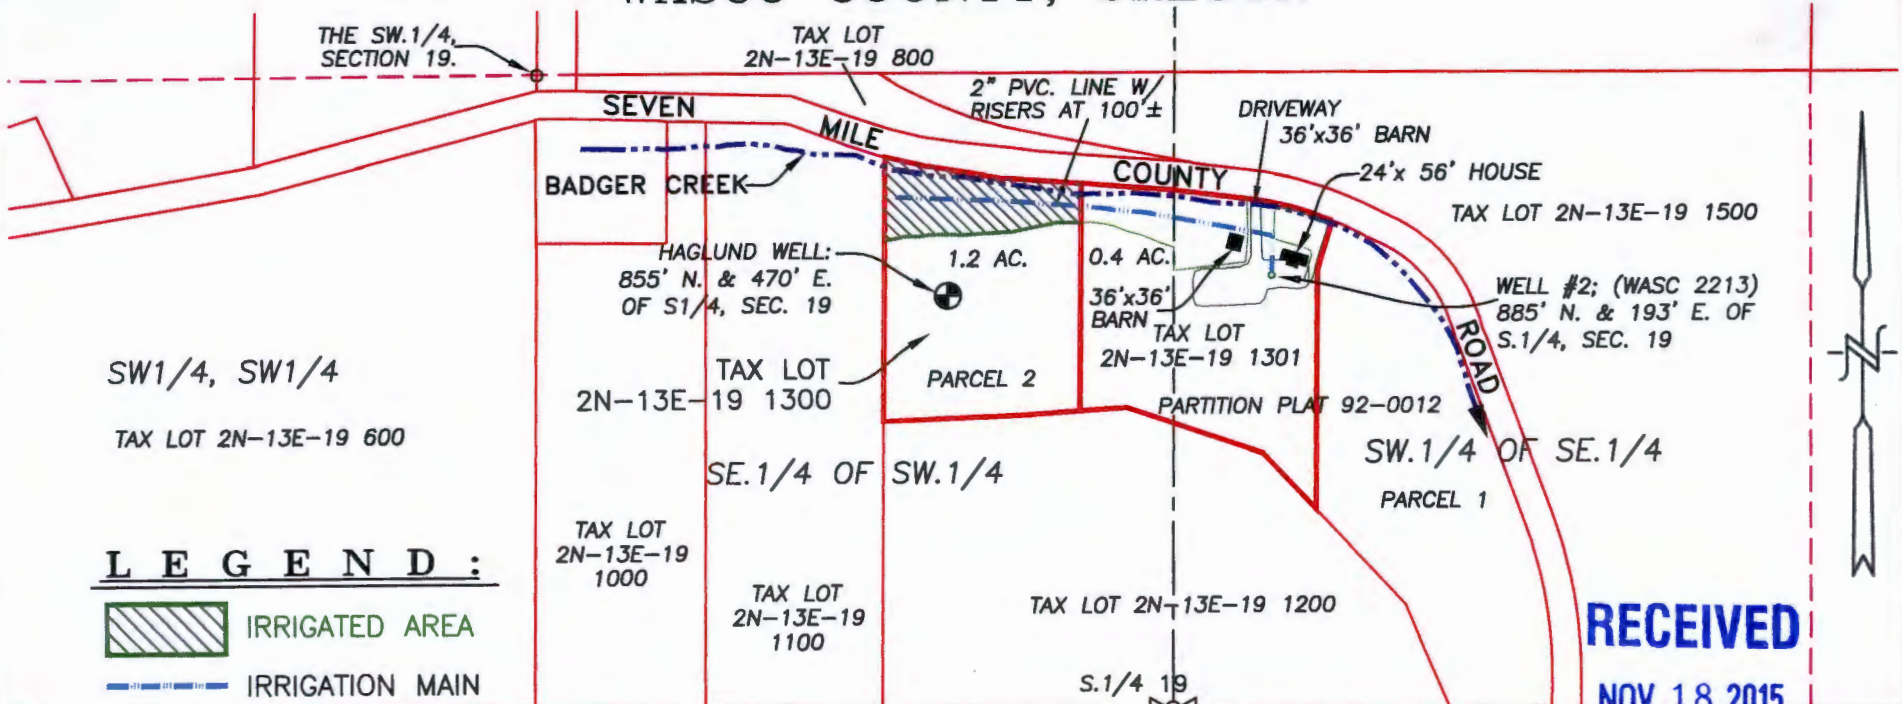 WASCO COUNTY, OREGON
THE SW.1/4,
SECTION 19.
TAX LOT
2N-13E-19 800
2" PVC. LINE W/
RISERS AT 100'±
DRIVEWAY
36'x36' BARN
24'x 56' HOUSE
SEVEN MILE COUNTY ROAD
BADGER CREEK
TAX LOT 2N-13E-19 1500
HAGLUND WELL:
855' N. & 470' E.
OF S1/4, SEC. 19
1.2 AC.
0.4 AC.
36'x36'
BARN
WELL #2; (WASC 2213)
885' N. & 193' E. OF
S.1/4, SEC. 19
TAX LOT
2N-13E-19 1301
N
SW1/4, SW1/4
TAX LOT
2N-13E-19 1300
PARCEL 2
PARTITION PLAT 92-0012
TAX LOT 2N-13E-19 600
SE.1/4 OF SW.1/4
SW.1/4 OF SE.1/4
PARCEL 1
TAX LOT
2N-13E-19
1000
LEGEND:
TAX LOT
2N-13E-19
1100
TAX LOT 2N-13E-19 1200
IRRIGATED AREA
RECEIVED
IRRIGATION MAIN
S.1/4 19
NOV 18 2015